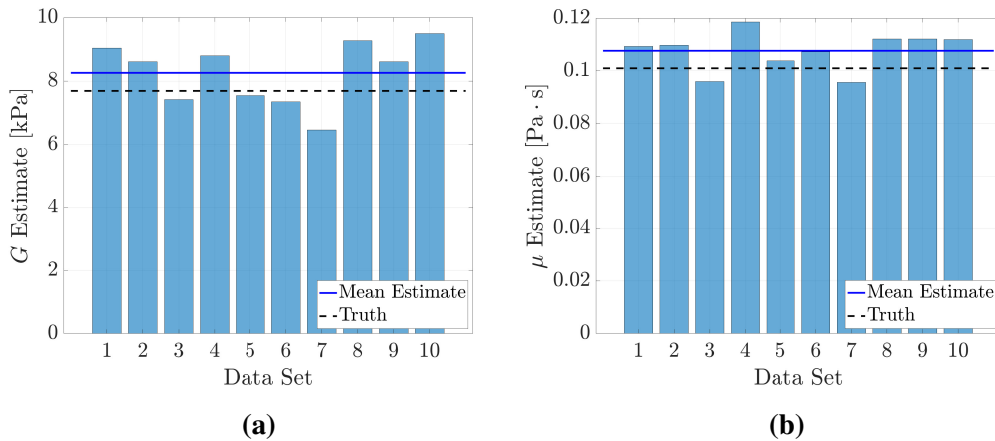 10
8
6
4
2
0
G Estimate [kPa]
Mean Estimate
Truth
1 2 3 4 5 6 7 8 9 10
Data Set
(a)
0.12
0.1
0.08
0.06
0.04
0.02
0
μ Estimate [Pa · s]
Mean Estimate
Truth
1 2 3 4 5 6 7 8 9 10
Data Set
(b)